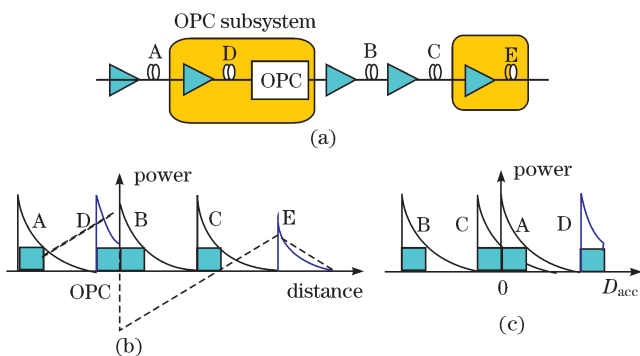 OPC subsystem
A
D
B
C
E
OPC
(a)
power
A
D
B
C
E
OPC
distance
(b)
power
B
C
A
D
0
Dacc
(c)